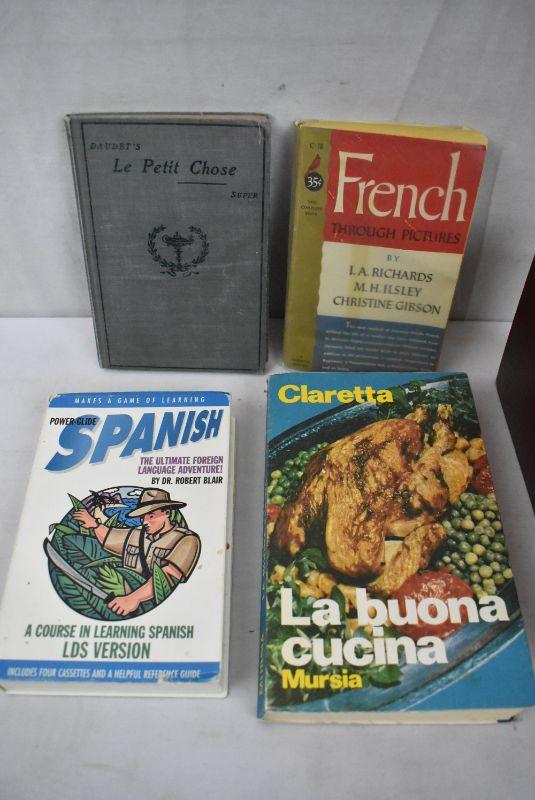 DAUDET'S
Le Petit Chose
SUPER
C-78
35¢
French
THROUGH PICTURES
BY
I. A. RICHARDS
M. H. ILSLEY
CHRISTINE GIBSON
MAKES A GAME OF LEARNING
POWER-GLIDE
SPANISH
THE ULTIMATE FOREIGN
LANGUAGE ADVENTURE!
BY DR. ROBERT BLAIR
A COURSE IN LEARNING SPANISH
LDS VERSION
INCLUDES FOUR CASSETTES AND A HELPFUL REFERENCE GUIDE
Claretta
La buona
cucina
Mursia